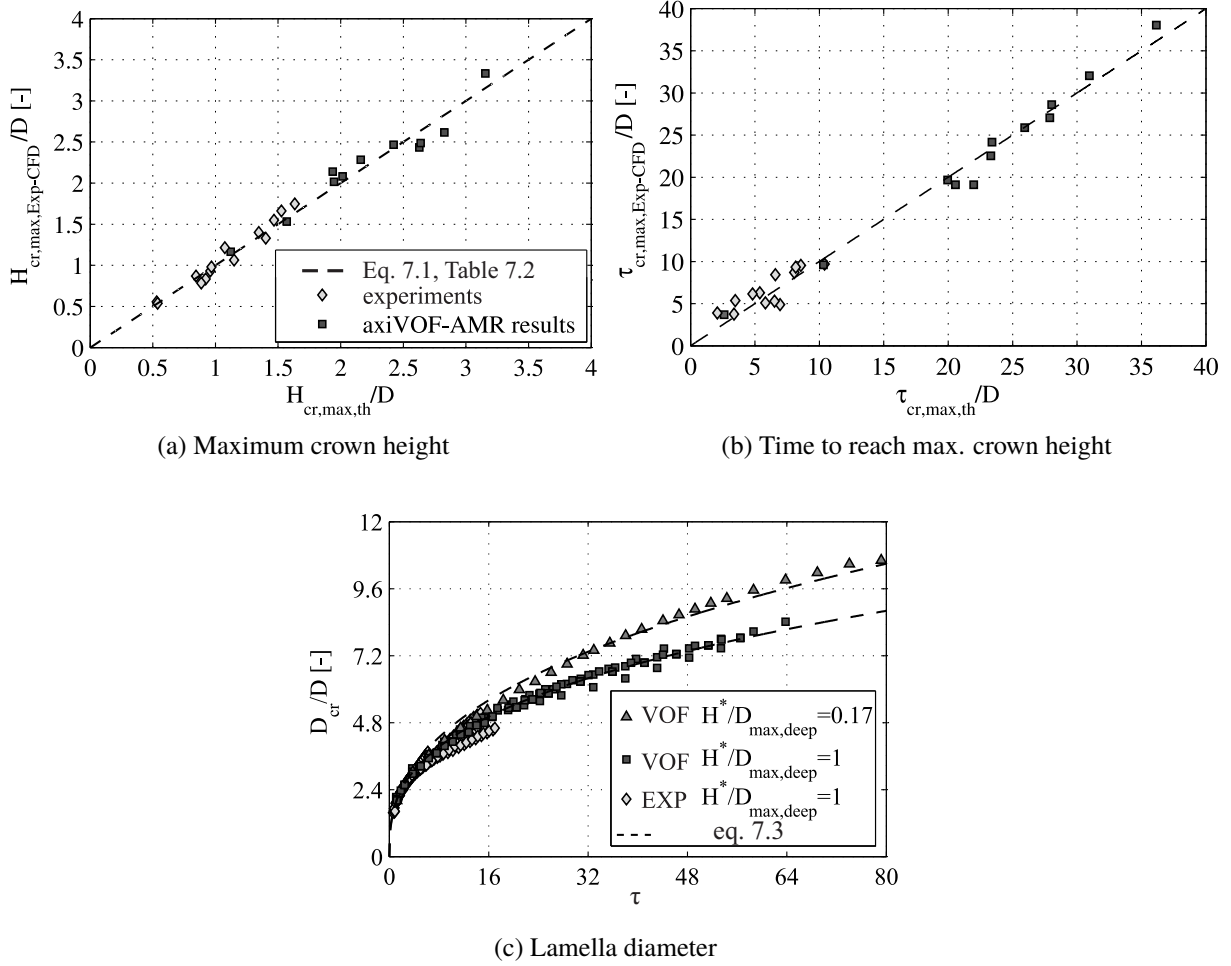 4
3.5
3
2.5
2
1.5
1
0.5
0
0 0.5 1 1.5 2 2.5 3 3.5 4
H_cr,max,Exp-CFD/D [-]
H_cr,max,th/D
Eq. 7.1, Table 7.2
experiments
axiVOF-AMR results
(a) Maximum crown height
40
35
30
25
20
15
10
5
0
0 5 10 15 20 25 30 35 40
τ_cr,max,Exp-CFD/D [-]
τ_cr,max,th/D
(b) Time to reach max. crown height
12
9.6
7.2
4.8
2.4
0
0 16 32 48 64 80
D_cr/D [-]
τ
VOF H*/D_max,deep=0.17
VOF H*/D_max,deep=1
EXP H*/D_max,deep=1
eq. 7.3
(c) Lamella diameter